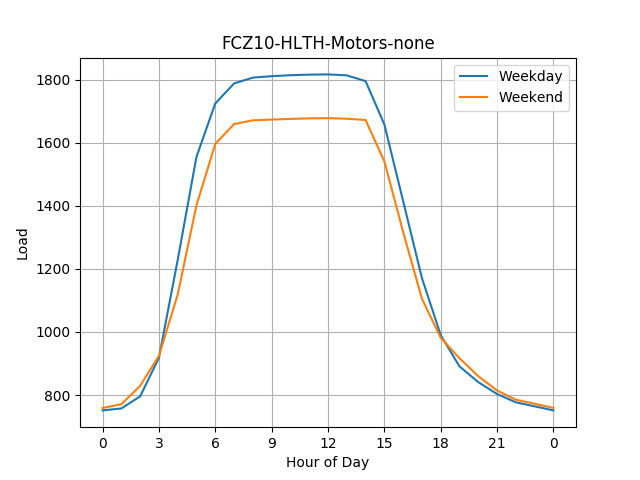 FCZ10-HLTH-Motors-none
Weekday
Weekend
Load
1800
1600
1400
1200
1000
800
0 3 6 9 12 15 18 21 0
Hour of Day